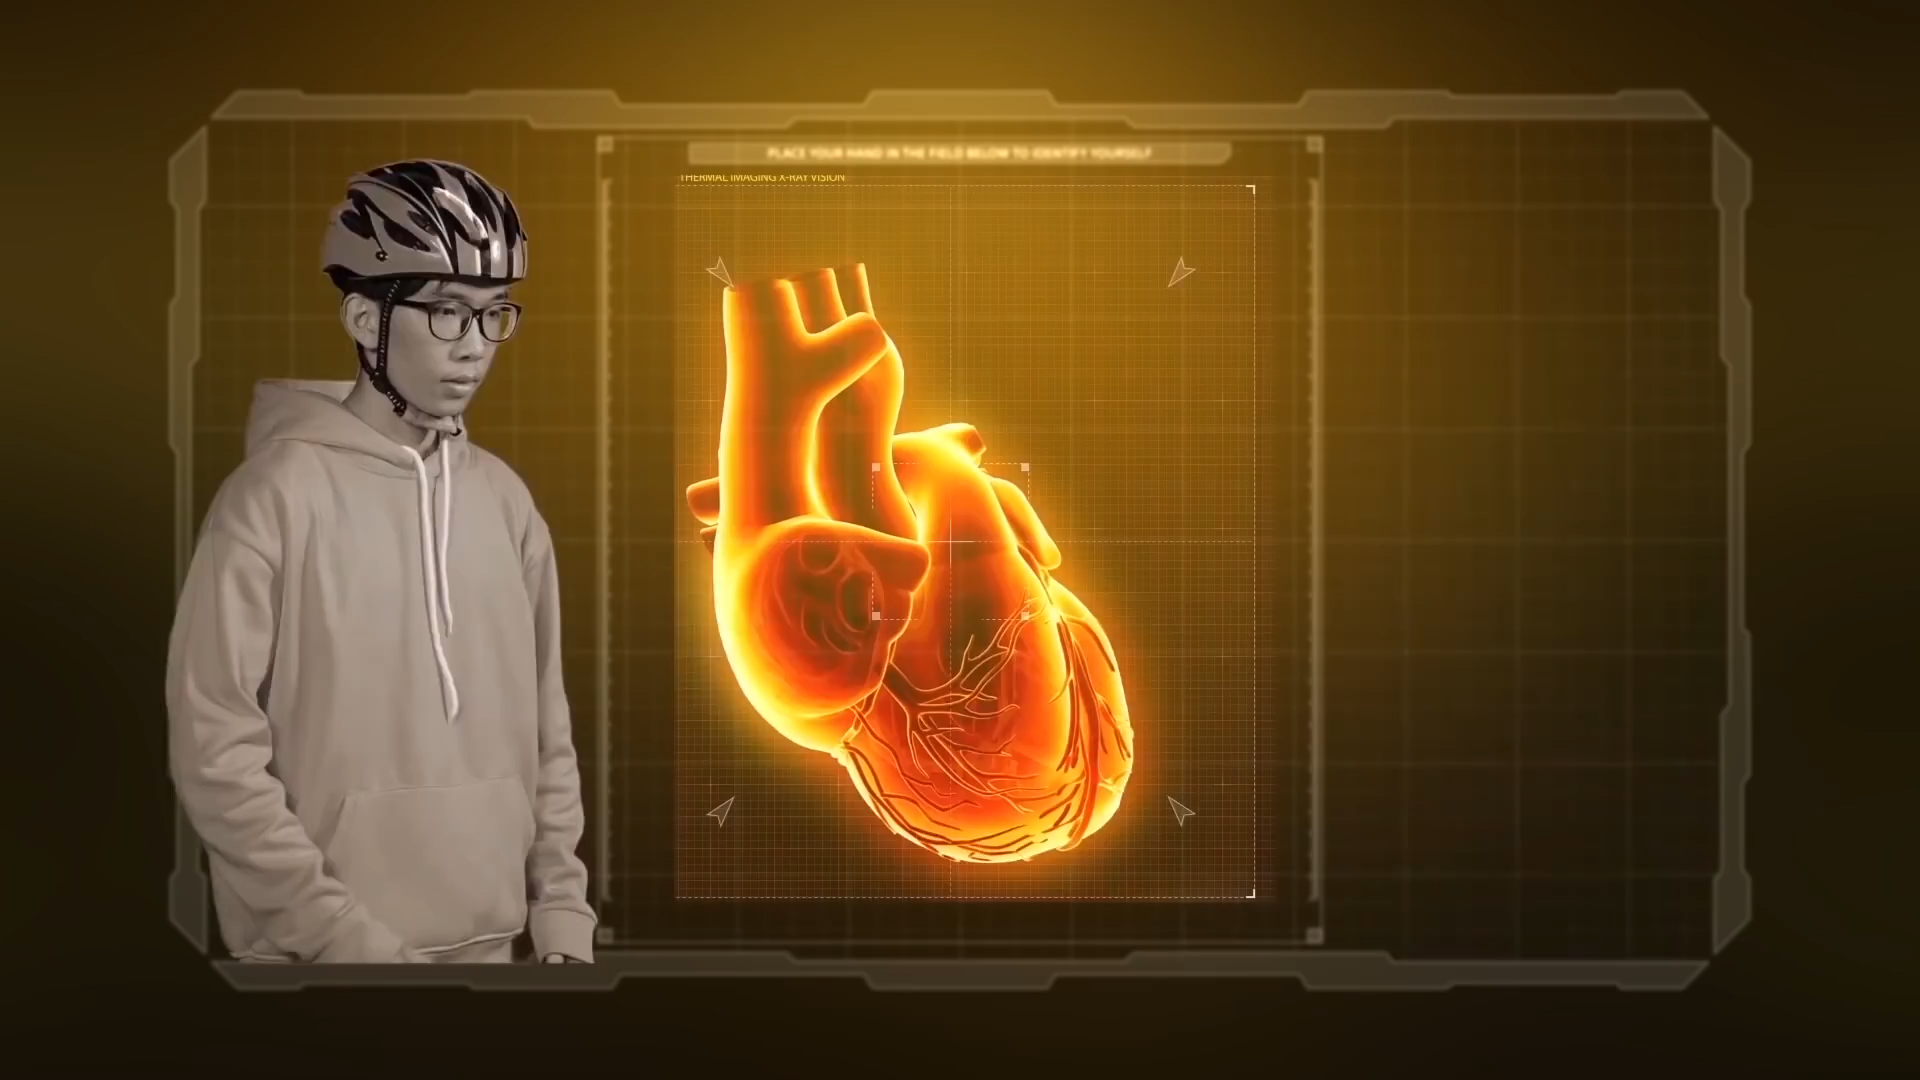 PLACE YOUR HAND IN THE FIELD BELOW TO IDENTIFY YOURSELF
THERMAL IMAGING X-RAY VISION